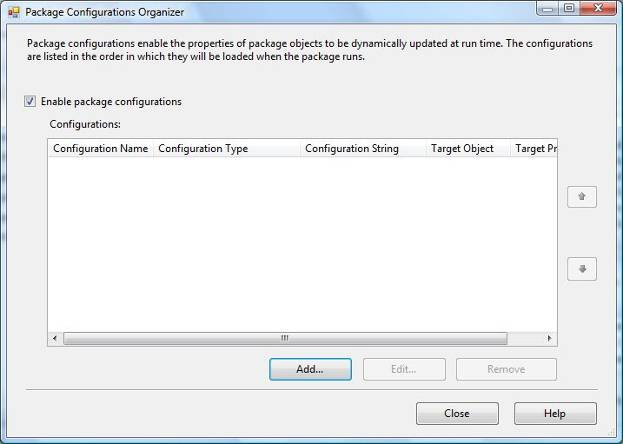 Package Configurations Organizer
Package configurations enable the properties of package objects to be dynamically updated at run time. The configurations
are listed in the order in which they will be loaded when the package runs.
Enable package configurations
Configurations:
Configuration Name Configuration Type Configuration String Target Object Target Pr
Add... Edit... Remove
Close Help